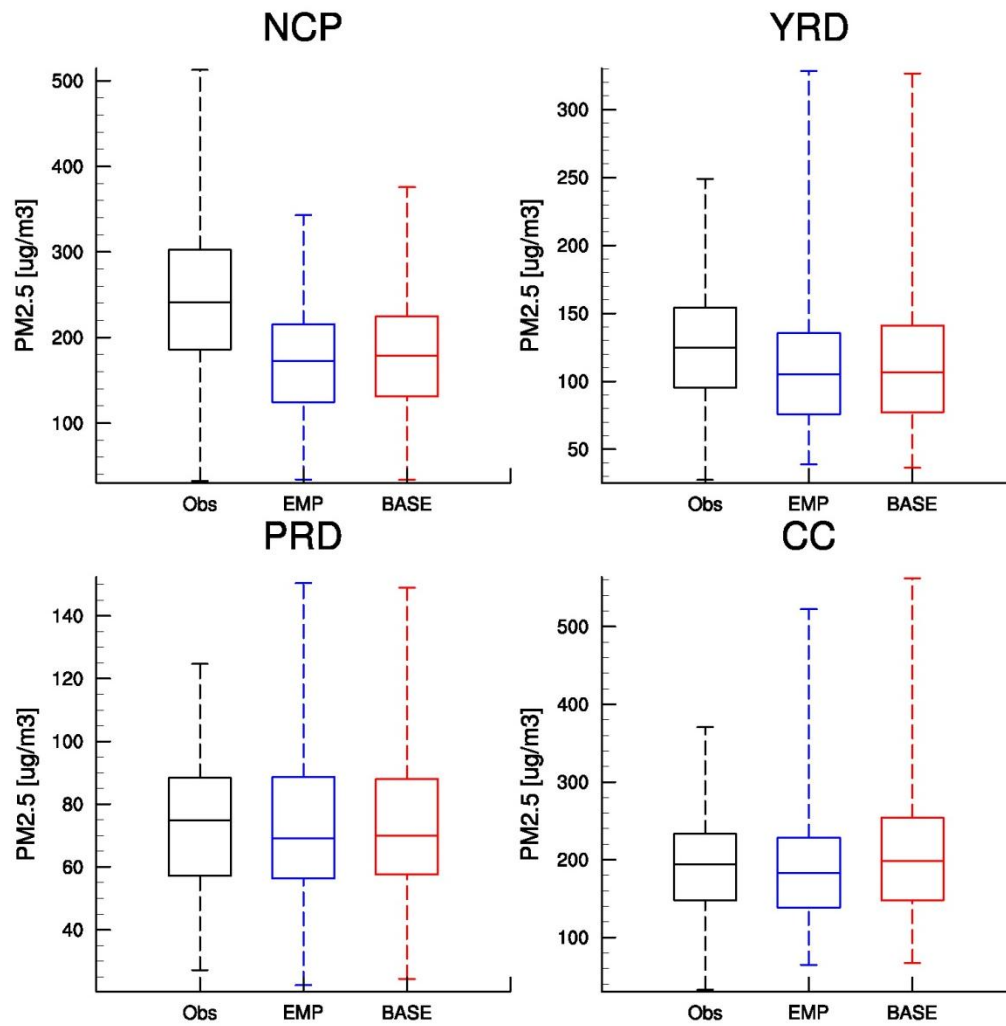 NCP
PM2.5 [ug/m3]
500
400
300
200
100
Obs
EMP
BASE
YRD
PM2.5 [ug/m3]
300
250
200
150
100
50
Obs
EMP
BASE
PRD
PM2.5 [ug/m3]
140
120
100
80
60
40
Obs
EMP
BASE
CC
PM2.5 [ug/m3]
500
400
300
200
100
Obs
EMP
BASE